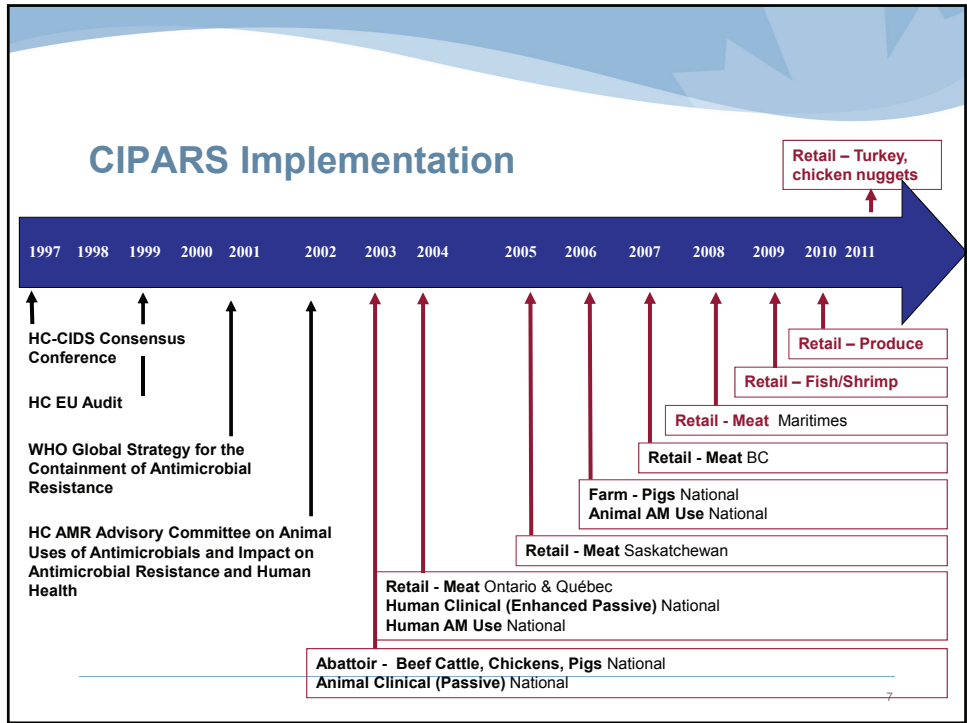 CIPARS Implementation
Retail – Turkey,
chicken nuggets
1997 1998 1999 2000 2001 2002 2003 2004 2005 2006 2007 2008 2009 2010 2011
HC-CIDS Consensus
Conference
HC EU Audit
WHO Global Strategy for the
Containment of Antimicrobial
Resistance
HC AMR Advisory Committee on Animal
Uses of Antimicrobials and Impact on
Antimicrobial Resistance and Human
Health
Retail – Produce
Retail – Fish/Shrimp
Retail - Meat Maritimes
Retail - Meat BC
Farm - Pigs National
Animal AM Use National
Retail - Meat Saskatchewan
Retail - Meat Ontario & Québec
Human Clinical (Enhanced Passive) National
Human AM Use National
Abattoir - Beef Cattle, Chickens, Pigs National
Animal Clinical (Passive) National
7